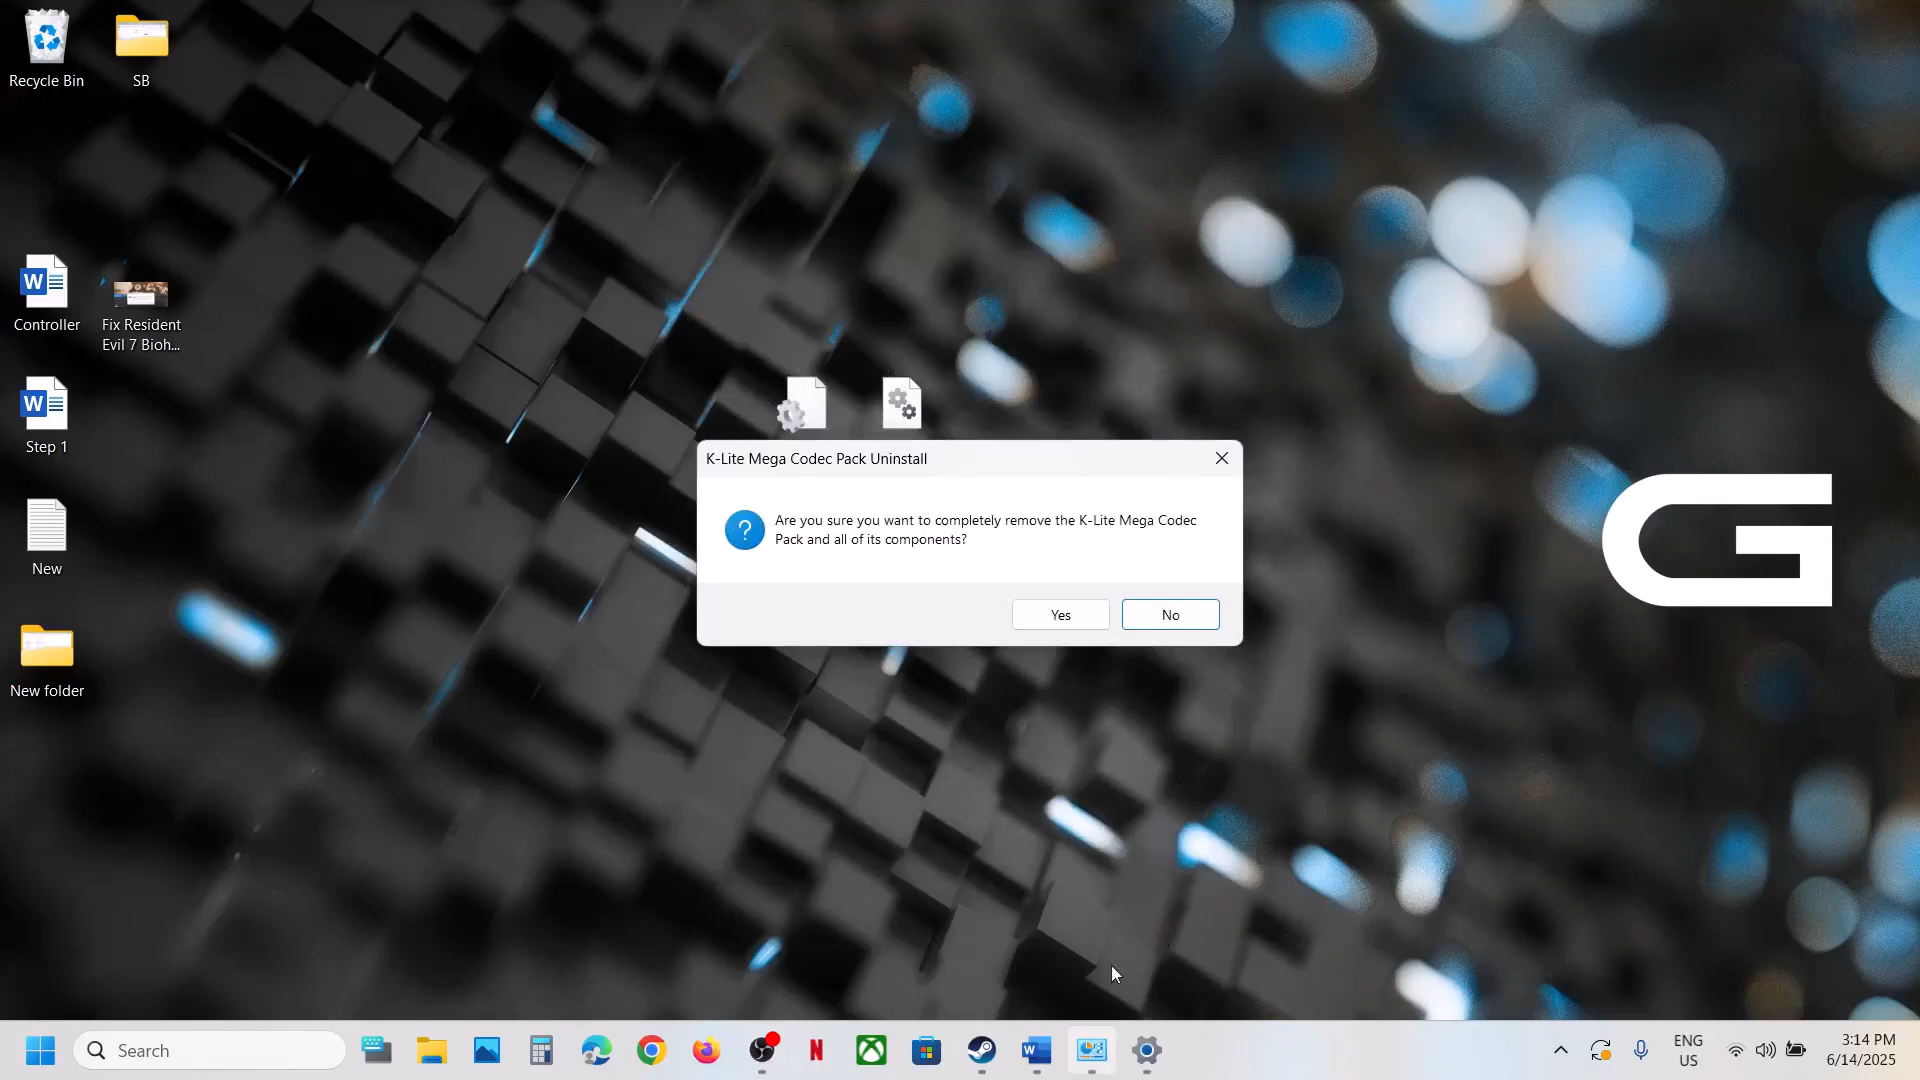 Recycle Bin
SB
Controller
Fix Resident
Evil 7 Bioh...
Step 1
New
New folder
K-Lite Mega Codec Pack Uninstall
Are you sure you want to completely remove the K-Lite Mega Codec
Pack and all of its components?
Yes
No
G
Search
ENG
US
3:14 PM
6/14/2025